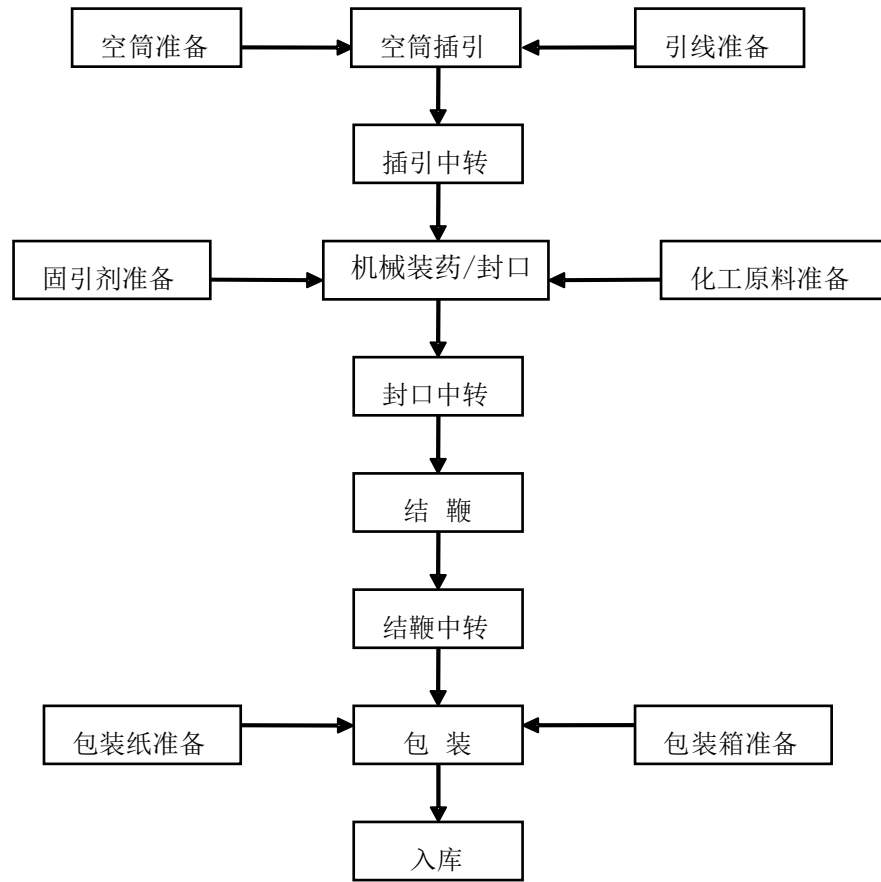 空筒准备
空筒插引
引线准备
插引中转
固引剂准备
机械装药/封口
化工原料准备
封口中转
结 鞭
结鞭中转
包装纸准备
包 装
包装箱准备
入库